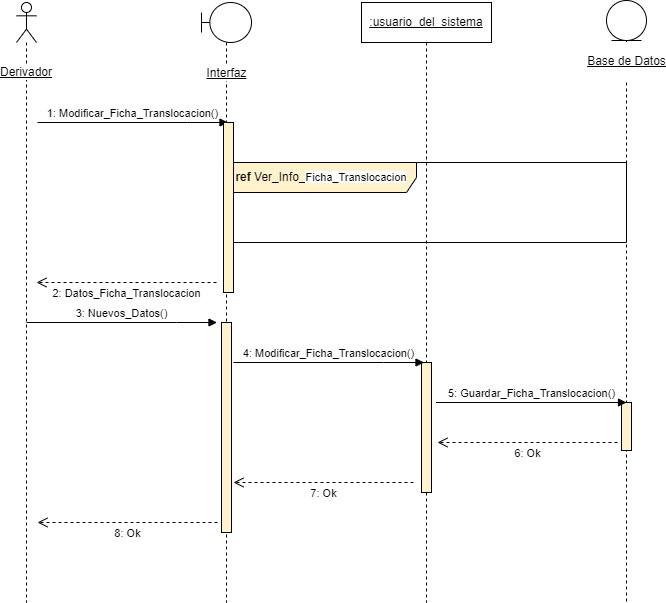 Derivador
Interfaz
:usuario_del_sistema
Base de Datos
1: Modificar_Ficha_Translocacion()
ref Ver_Info_Ficha_Translocacion
2: Datos_Ficha_Translocacion
3: Nuevos_Datos()
4: Modificar_Ficha_Translocacion()
5: Guardar_Ficha_Translocacion()
6: Ok
7: Ok
8: Ok